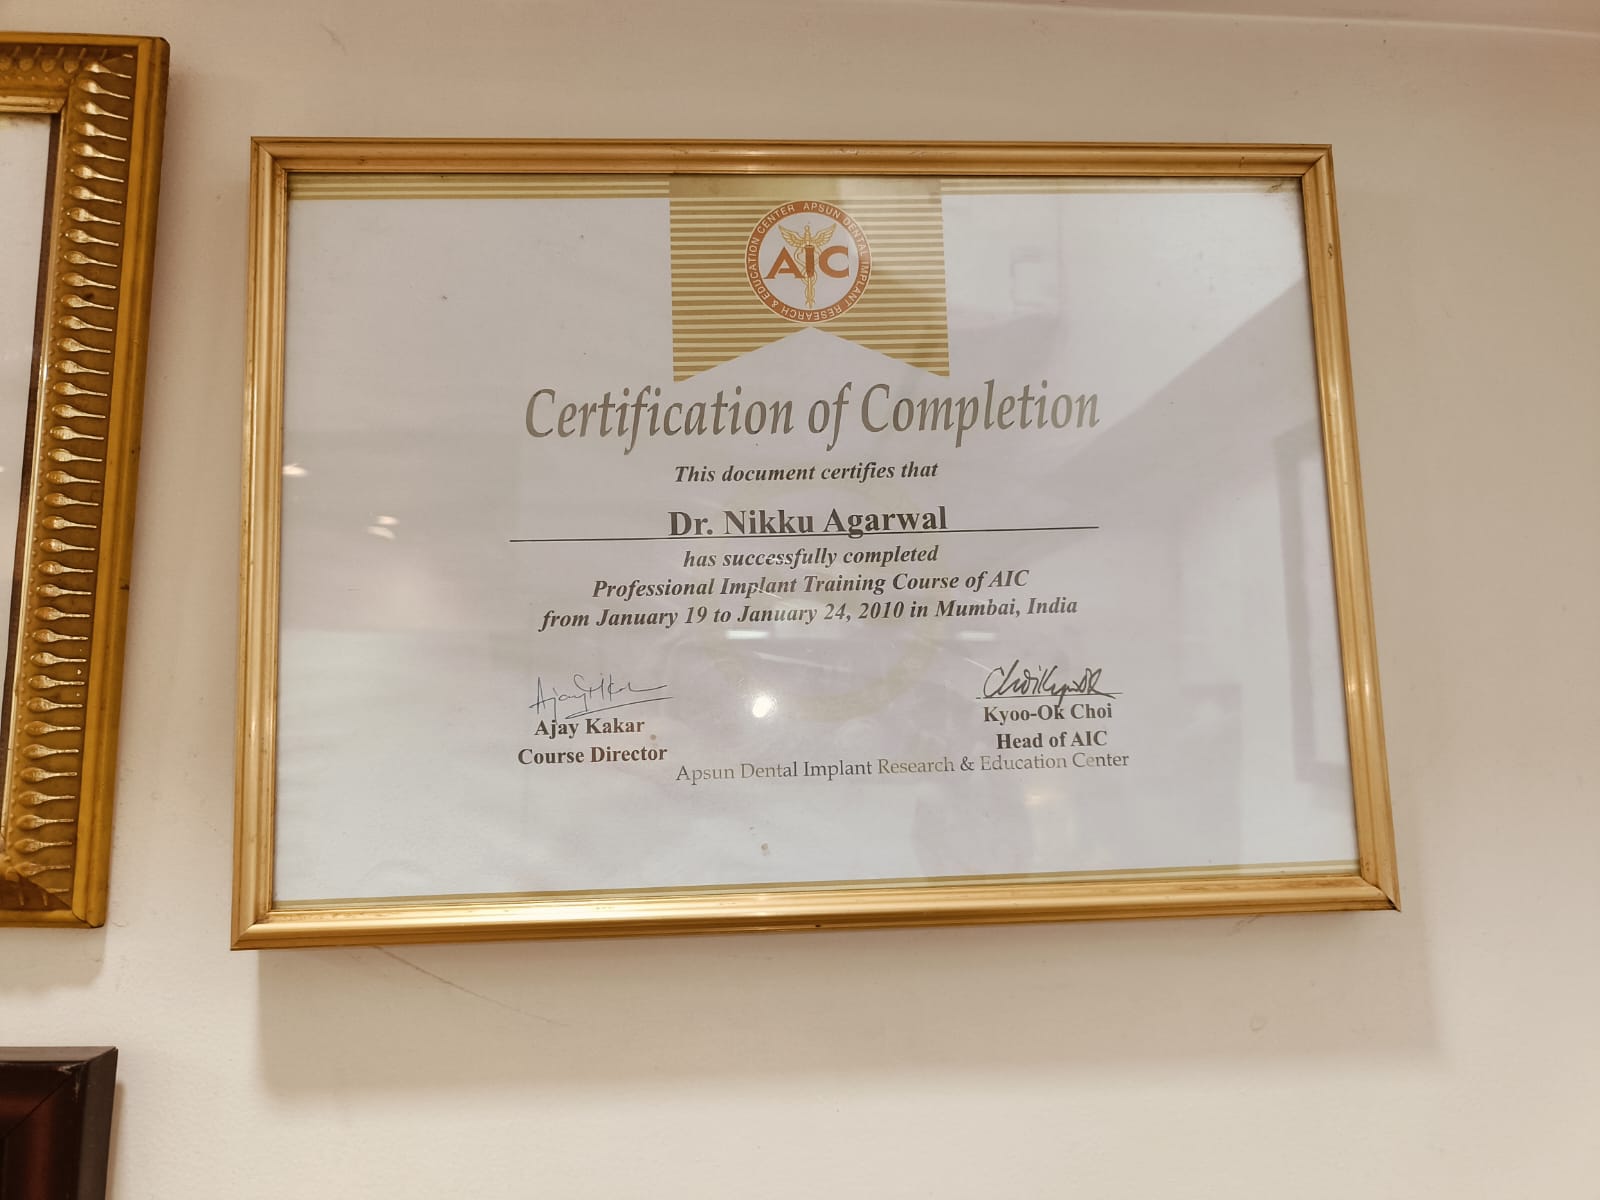 APSUN DENTAL IMPLANT RESEARCH & EDUCATION CENTER
AIC
Certification of Completion
This document certifies that
Dr. Nikku Agarwal
has successfully completed
Professional Implant Training Course of AIC
from January 19 to January 24, 2010 in Mumbai, India
Ajay Kakar
Course Director
Kyoo-Ok Choi
Head of AIC
Apsun Dental Implant Research & Education Center